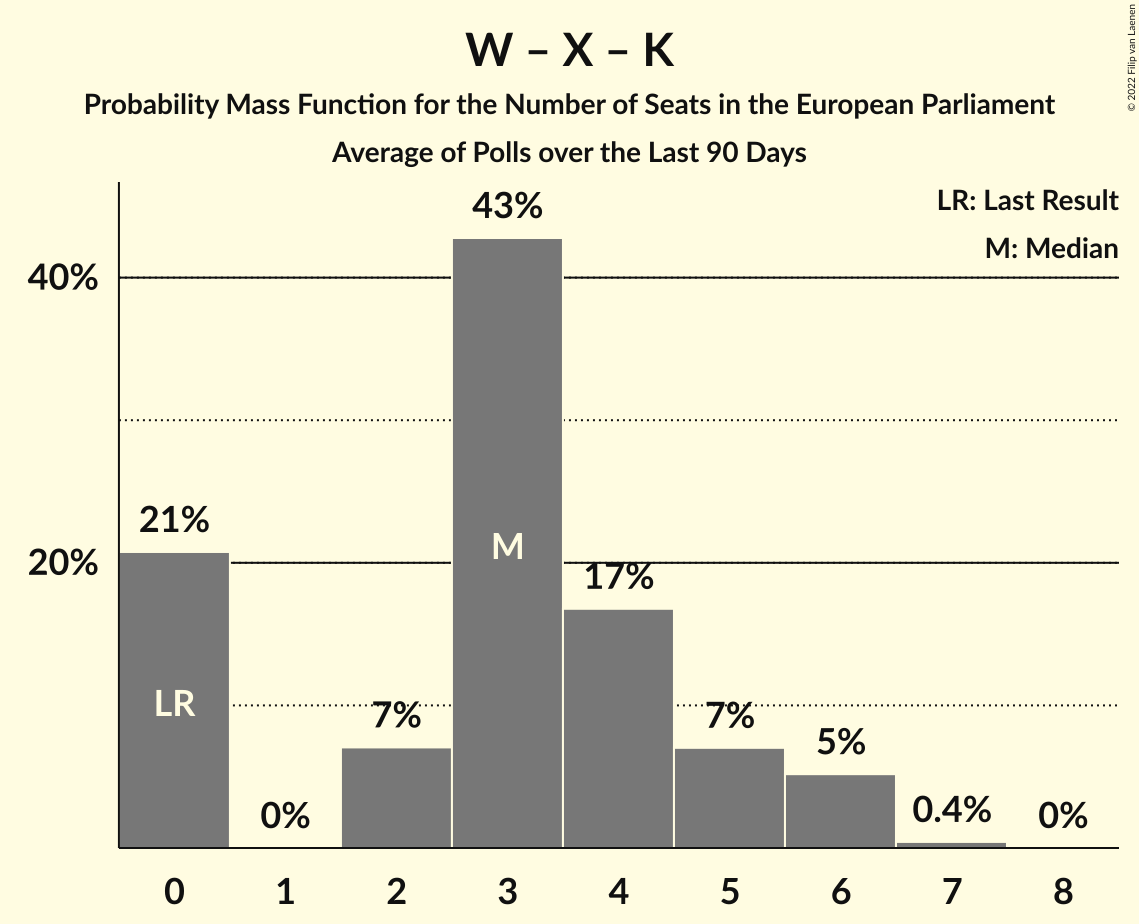 W – X – K
Probability Mass Function for the Number of Seats in the European Parliament
Average of Polls over the Last 90 Days
© 2022 Filip van Laenen
LR: Last Result
M: Median
43%
40%
21%
M
20%
17%
LR
7%
7%
5%
0%
0.4%
0%
0 1 2 3 4 5 6 7 8